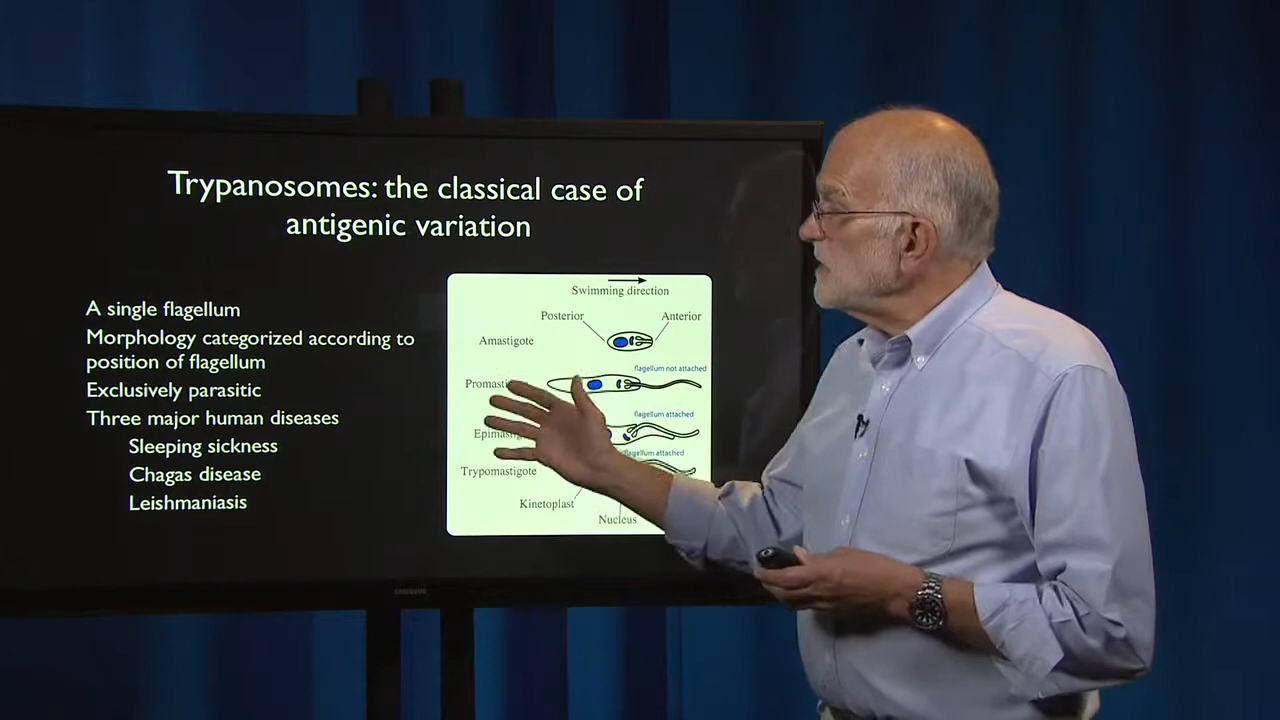 Trypanosomes: the classical case of
antigenic variation
A single flagellum
Morphology categorized according to
position of flagellum
Exclusively parasitic
Three major human diseases
Sleeping sickness
Chagas disease
Leishmaniasis
Swimming direction
Posterior
Anterior
Amastigote
flagellum not attached
flagellum attached
flagellum attached
Trypomastigote
Kinetoplast
Nucleus
SAMSUNG